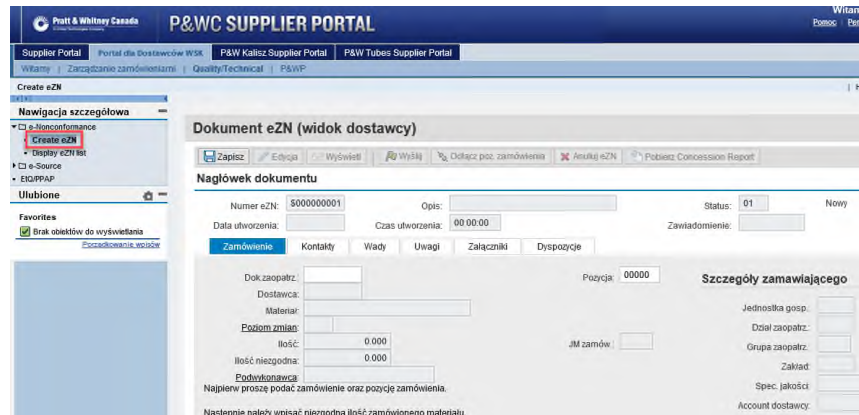 Pratt & Whitney Canada
P&WC SUPPLIER PORTAL
Witan
Pomoc Per
Supplier Portal Portal dla Dostawców WSK P&W Kalisz Supplier Portal P&W Tubes Supplier Portal
Witamy | Zarządzanie zamówieniami | Quality/Technical | P&WP
Create eZN
Nawigacja szczegółowa
e-Nonconformance
Create eZN
Display eZN list
e-Source
EIQ/PPAP
Ulubione
Favorites
Brak obiektów do wyświetlania
Porządkowanie wpisów
Dokument eZN (widok dostawcy)
Zapisz Edycja Wyświetl Wyślij Dołącz poz. zamówienia Anuluj eZN Pobierz Concession Report
Nagłówek dokumentu
Numer eZN: S000000001 Opis: Status: 01 Nowy
Data utworzenia: Czas utworzenia: 00:00:00 Zawiadomienie:
Zamówienie Kontakty Wady Uwagi Załączniki Dyspozycje
Dok.zaopatrz.: Pozycja: 00000 Szczegóły zamawiającego
Dostawca:
Materiał: Jednostka gosp.:
Poziom zmian: Dział zaopatrz.:
Ilość: 0.000 JM zamów.: Grupa zaopatrz.:
Ilość niezgodna: 0.000 Zakład:
Podwykonawca: Spec. jakości:
Najpierw proszę podać zamówienie oraz pozycję zamówienia.
Account dostawcy:
Następnie należy wpisać niezgodną ilość zamówionego materiału.